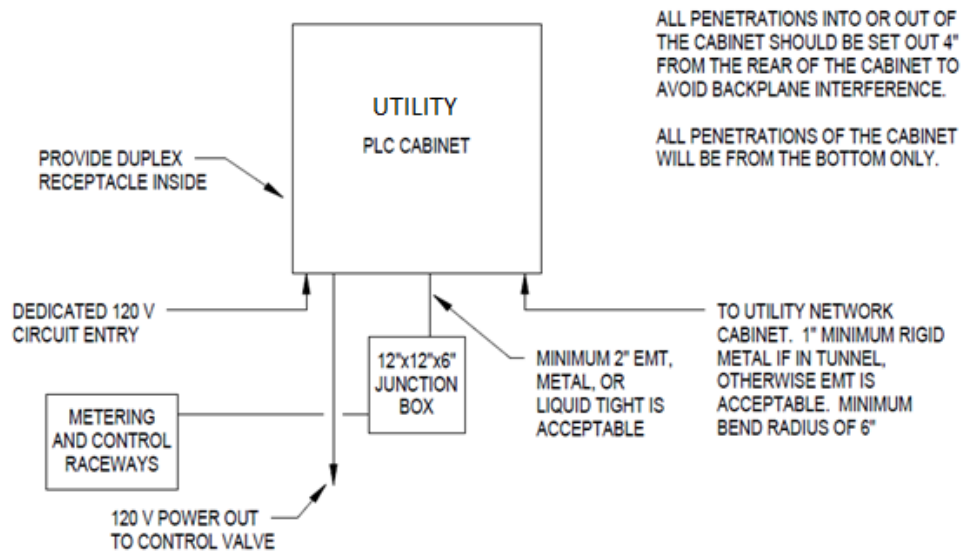 ALL PENETRATIONS INTO OR OUT OF
THE CABINET SHOULD BE SET OUT 4"
FROM THE REAR OF THE CABINET TO
AVOID BACKPLANE INTERFERENCE.
ALL PENETRATIONS OF THE CABINET
WILL BE FROM THE BOTTOM ONLY.
UTILITY
PLC CABINET
PROVIDE DUPLEX
RECEPTACLE INSIDE
DEDICATED 120 V
CIRCUIT ENTRY
12"x12"x6"
JUNCTION
BOX
MINIMUM 2" EMT,
METAL, OR
LIQUID TIGHT IS
ACCEPTABLE
TO UTILITY NETWORK
CABINET. 1" MINIMUM RIGID
METAL IF IN TUNNEL,
OTHERWISE EMT IS
ACCEPTABLE. MINIMUM
BEND RADIUS OF 6"
METERING
AND CONTROL
RACEWAYS
120 V POWER OUT
TO CONTROL VALVE